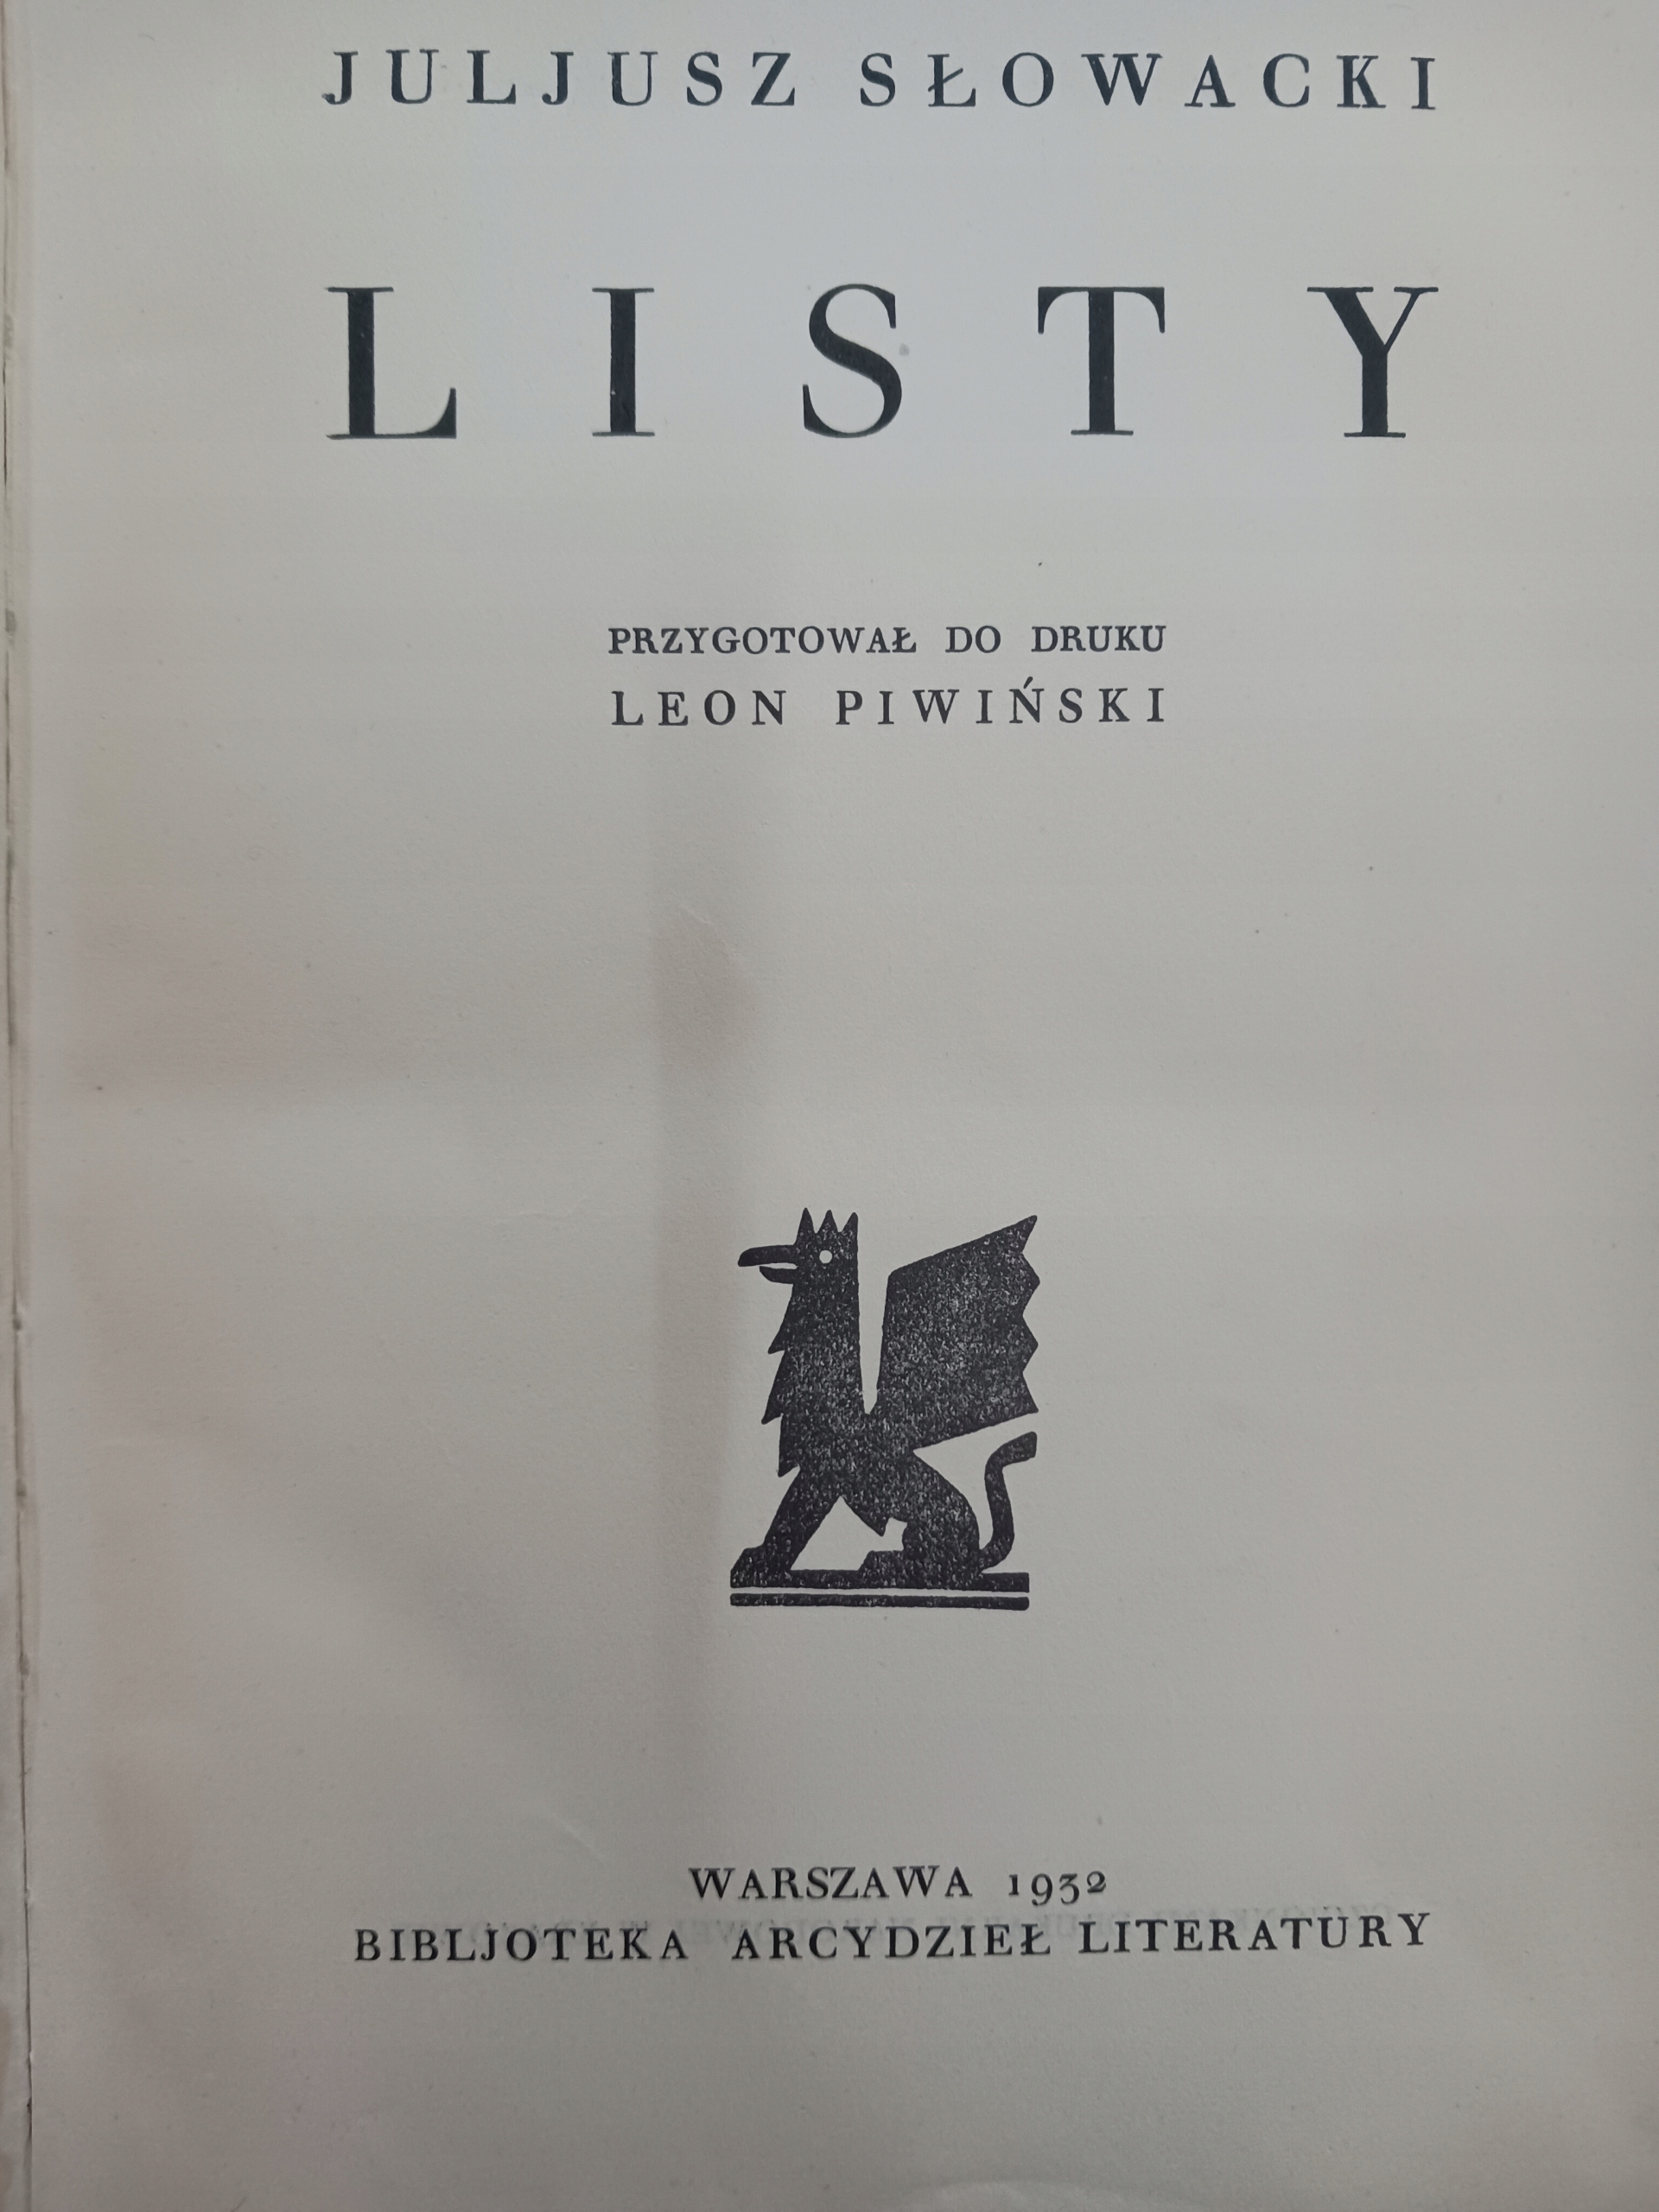 JULJUSZ SŁOWACKI
LISTY
PRZYGOTOWAŁ DO DRUKU
LEON PIWIŃSKI
WARSZAWA 1932
BIBLJOTEKA ARCYDZIEŁ LITERATURY